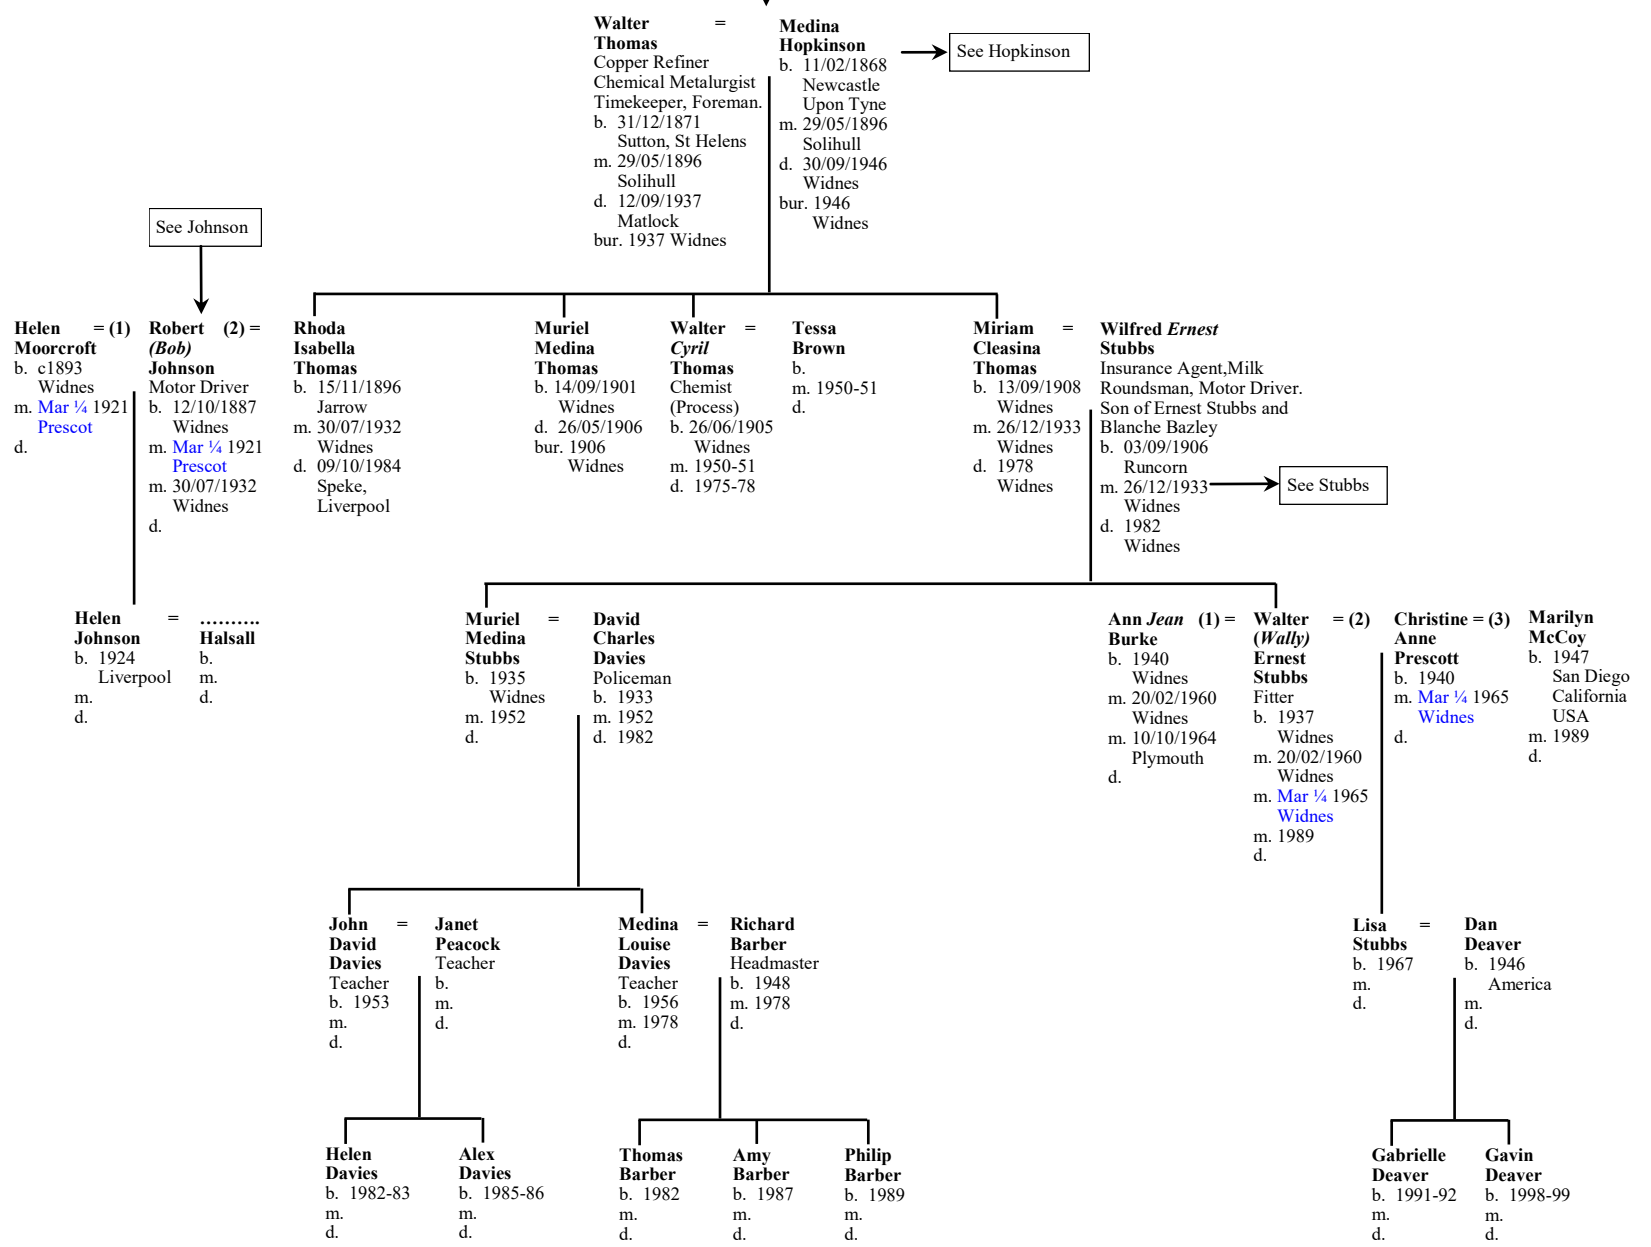 Walter =
Thomas
Copper Refiner
Chemical Metalurgist
Timekeeper, Foreman.
b. 31/12/1871
Sutton, St Helens
m. 29/05/1896
Solihull
d. 12/09/1937
Matlock
bur. 1937 Widnes
Medina
Hopkinson
b. 11/02/1868
Newcastle
Upon Tyne
m. 29/05/1896
Solihull
d. 30/09/1946
Widnes
bur. 1946
Widnes
See Hopkinson
See Johnson
Helen = (1)
Moorcroft
b. c1893
Widnes
m. Mar ¼ 1921
Prescot
d.
Robert (2) =
(Bob)
Johnson
Motor Driver
b. 12/10/1887
Widnes
m. Mar ¼ 1921
Prescot
m. 30/07/1932
Widnes
d.
Rhoda
Isabella
Thomas
b. 15/11/1896
Jarrow
m. 30/07/1932
Widnes
d. 09/10/1984
Speke,
Liverpool
Muriel
Medina
Thomas
b. 14/09/1901
Widnes
d. 26/05/1906
bur. 1906
Widnes
Walter =
Cyril
Thomas
Chemist
(Process)
b. 26/06/1905
Widnes
m. 1950-51
d. 1975-78
Tessa
Brown
b.
m. 1950-51
d.
Miriam =
Cleasina
Thomas
b. 13/09/1908
Widnes
m. 26/12/1933
Widnes
d. 1978
Widnes
Wilfred Ernest
Stubbs
Insurance Agent,Milk
Roundsman, Motor Driver.
Son of Ernest Stubbs and
Blanche Bazley
b. 03/09/1906
Runcorn
m. 26/12/1933
Widnes
d. 1982
Widnes
See Stubbs
Helen =
Johnson
b. 1924
Liverpool
m.
d.
..........
Halsall
b.
m.
d.
Muriel =
Medina
Stubbs
b. 1935
Widnes
m. 1952
d.
David
Charles
Davies
Policeman
b. 1933
m. 1952
d. 1982
Ann Jean (1) =
Burke
b. 1940
Widnes
m. 20/02/1960
Widnes
m. 10/10/1964
Plymouth
d.
Walter = (2)
(Wally)
Ernest
Stubbs
Fitter
b. 1937
Widnes
m. 20/02/1960
Widnes
m. Mar ¼ 1965
Widnes
m. 1989
d.
Christine = (3)
Anne
Prescott
b. 1940
m. Mar ¼ 1965
Widnes
d.
Marilyn
McCoy
b. 1947
San Diego
California
USA
m. 1989
d.
John =
David
Davies
Teacher
b. 1953
m.
d.
Janet
Peacock
Teacher
b.
m.
d.
Medina =
Louise
Davies
Teacher
b. 1956
m. 1978
d.
Richard
Barber
Headmaster
b. 1948
m. 1978
d.
Lisa =
Stubbs
b. 1967
m.
d.
Dan
Deaver
b. 1946
America
m.
d.
Helen
Davies
b. 1982-83
m.
d.
Alex
Davies
b. 1985-86
m.
d.
Thomas
Barber
b. 1982
m.
d.
Amy
Barber
b. 1987
m.
d.
Philip
Barber
b. 1989
m.
d.
Gabrielle
Deaver
b. 1991-92
m.
d.
Gavin
Deaver
b. 1998-99
m.
d.